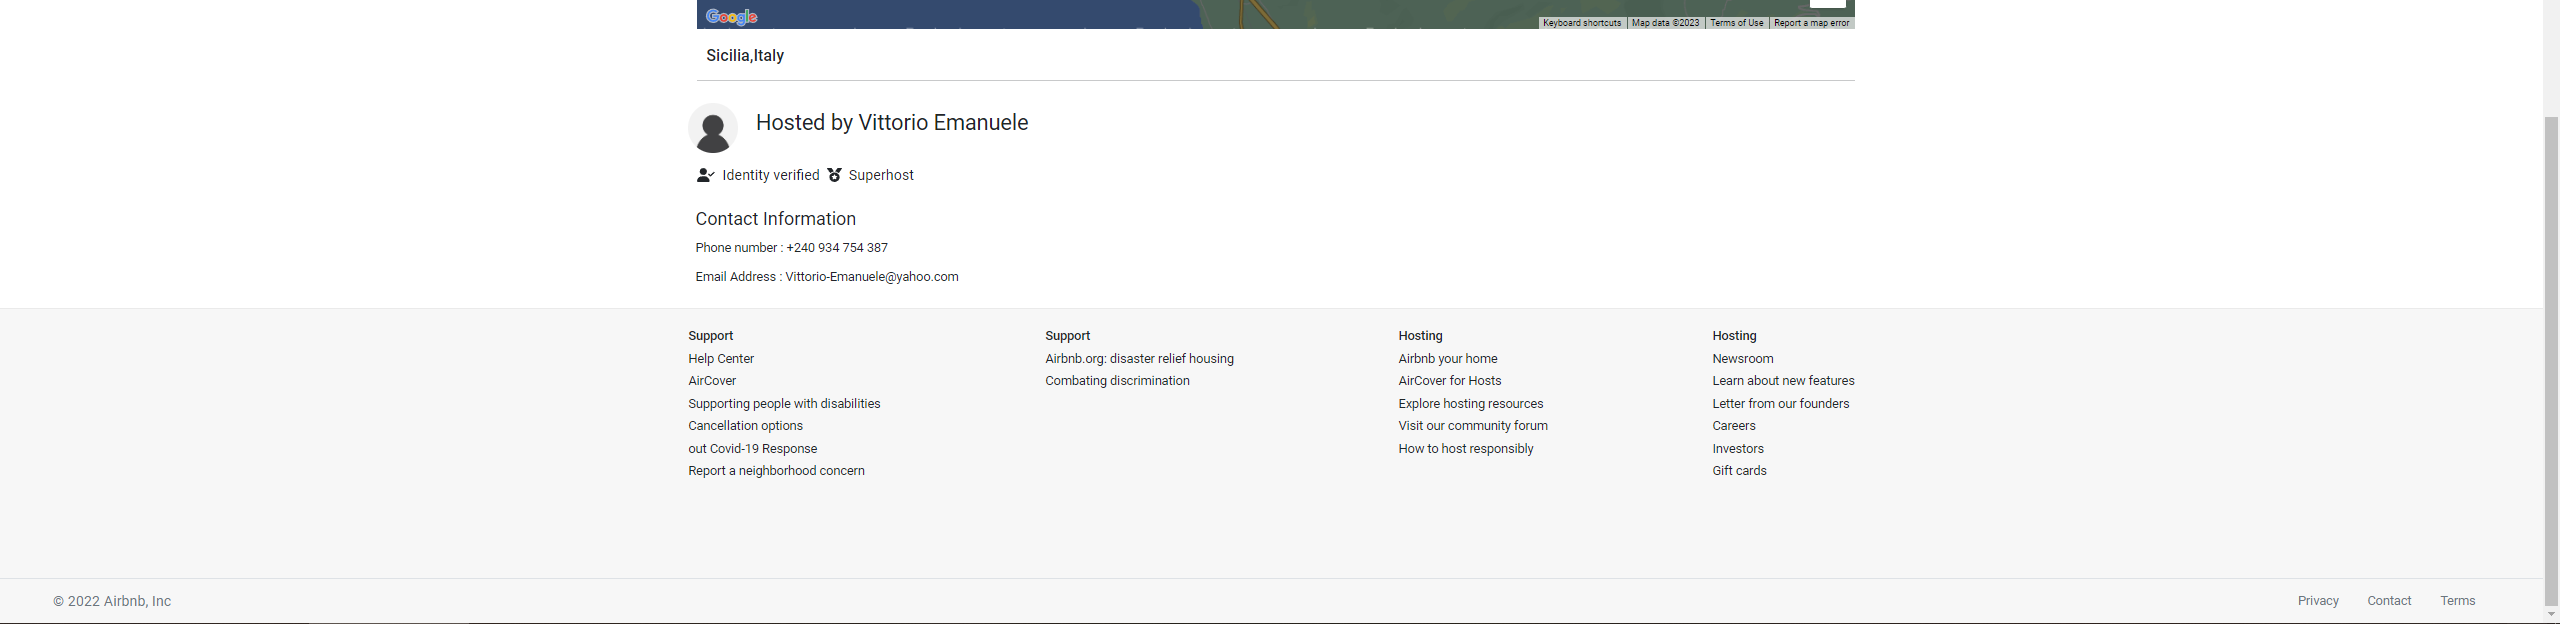 Google
Keyboard shortcuts Map data ©2023 Terms of Use Report a map error
Sicilia,Italy
Hosted by Vittorio Emanuele
Identity verified Superhost
Contact Information
Phone number : +240 934 754 387
Email Address : Vittorio-Emanuele@yahoo.com
Support
Help Center
AirCover
Supporting people with disabilities
Cancellation options
out Covid-19 Response
Report a neighborhood concern
Support
Airbnb.org: disaster relief housing
Combating discrimination
Hosting
Airbnb your home
AirCover for Hosts
Explore hosting resources
Visit our community forum
How to host responsibly
Hosting
Newsroom
Learn about new features
Letter from our founders
Careers
Investors
Gift cards
© 2022 Airbnb, Inc
Privacy Contact Terms